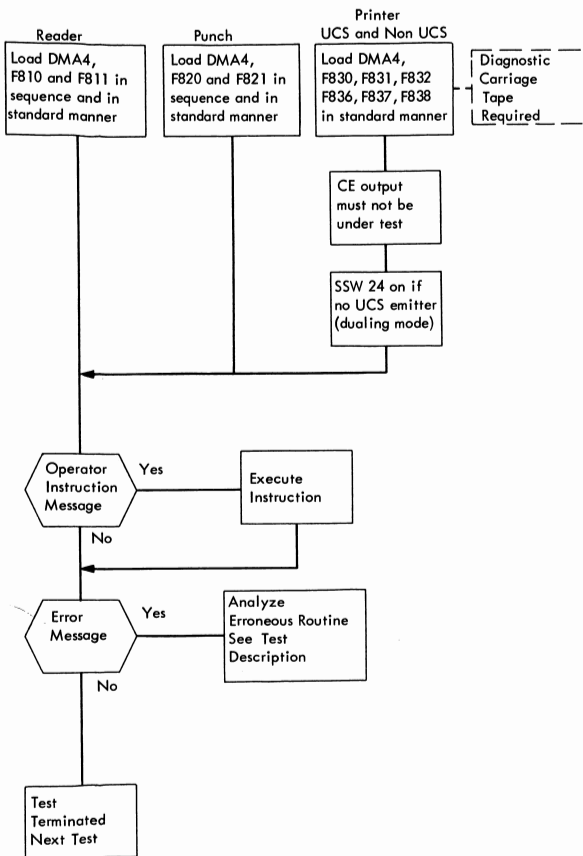 Reader
Load DMA4,
F810 and F811 in
sequence and in
standard manner
Punch
Load DMA4,
F820 and F821 in
sequence and in
standard manner
Printer
UCS and Non UCS
Load DMA4,
F830, F831, F832
F836, F837, F838
in standard manner
Diagnostic
Carriage
Tape
Required
CE output
must not be
under test
SSW 24 on if
no UCS emitter
(dualing mode)
Operator
Instruction
Message
Yes
No
Execute
Instruction
Error
Message
Yes
No
Analyze
Erroneous Routine
See Test
Description
Test
Terminated
Next Test